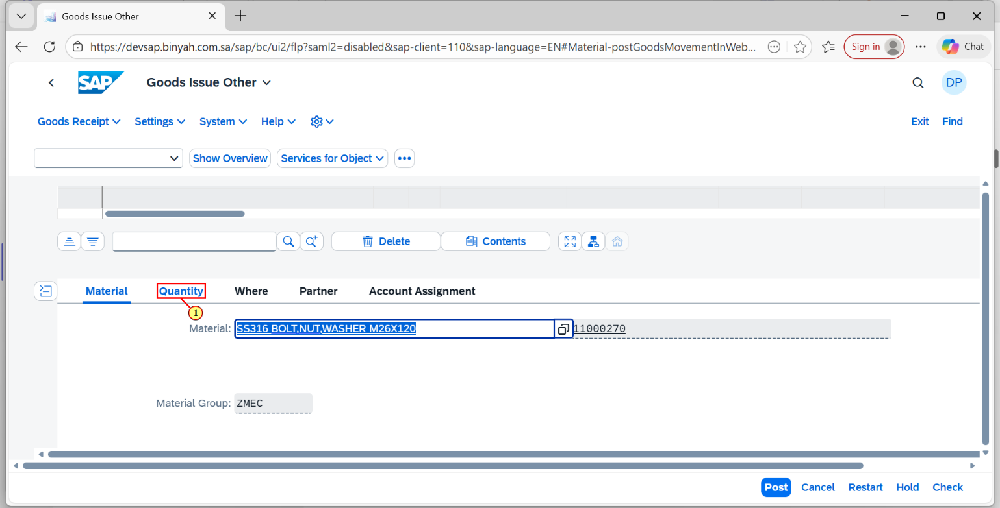 Goods Issue Other
https://devsap.binyah.com.sa/sap/bc/ui2/flp?saml2=disabled&sap-client=110&sap-language=EN#Material-postGoodsMovementInWeb...
Sign in
Chat
SAP
Goods Issue Other
DP
Goods Receipt
Settings
System
Help
Exit
Find
Show Overview
Services for Object
Delete
Contents
Material
Quantity
Where
Partner
Account Assignment
1
Material: SS316 BOLT,NUT,WASHER M26X120 11000270
Material Group: ZMEC
Post
Cancel
Restart
Hold
Check